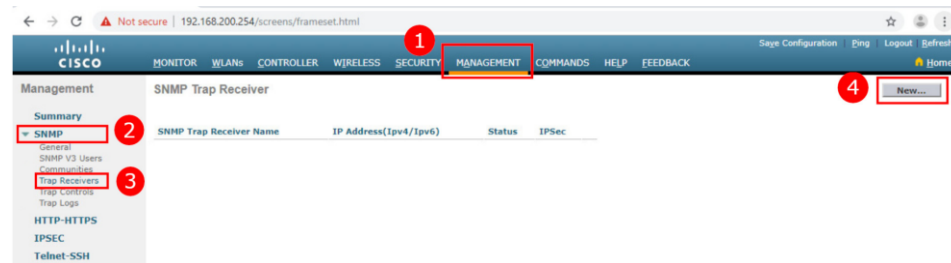 Not secure | 192.168.200.254/screens/frameset.html
1
Save Configuration Ping Logout Refresh
CISCO MONITOR WLANs CONTROLLER WIRELESS SECURITY MANAGEMENT COMMANDS HELP FEEDBACK Home
Management SNMP Trap Receiver 4 New...
Summary
SNMP 2 SNMP Trap Receiver Name IP Address(Ipv4/Ipv6) Status IPSec
General
SNMP V3 Users
Communities
Trap Receivers 3
Trap Controls
Trap Logs
HTTP-HTTPS
IPSEC
Telnet-SSH